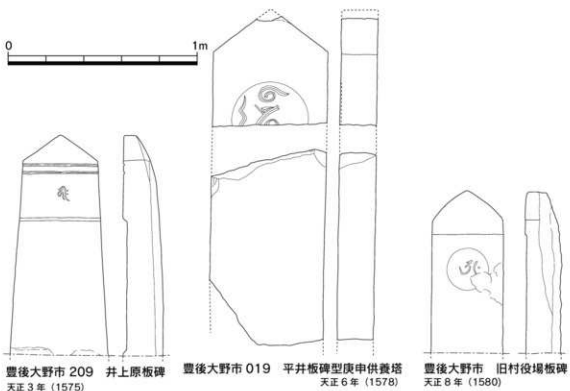 0 1m
豊後大野市 209 井上原板碑
天正3年（1575）
豊後大野市 019 平井板碑型庚申供養塔
天正6年（1578）
豊後大野市 旧村役場板碑
天正8年（1580）